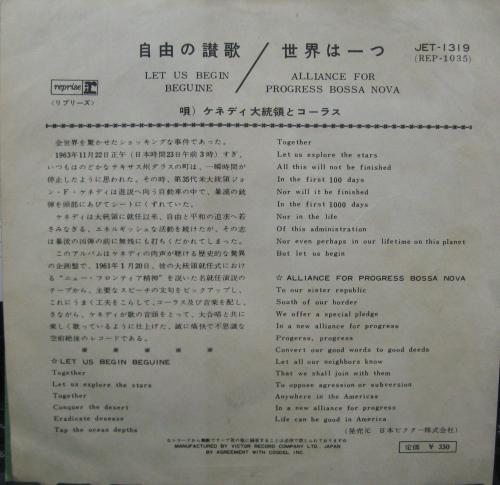 自由の讃歌 / 世界は一つ
LET US BEGIN BEGUINE
ALLIANCE FOR PROGRESS BOSSA NOVA
JET-1319
(REP-1035)
reprise
R
(リプリーズ)
唄) ケネディ大統領とコーラス
全世界を驚かせたショッキングな事件であった。
1963年11月22日正午(日本時間23日午前3時)すぎ、
いつもはのどかなテキサス州ダラスの町は、一瞬時間が
停止したように思われた。その時、第35代米大統領ジョ
ン・F・ケネディは遊説へ向う自動車の中で、暴漢の銃
弾を頭部にあびてシートにくずれていた。
ケネディは大統領に就任以来、自由と平和の追求へ若
さみなぎる、エネルギッシュな活動を続けたが、その志
は暴漢の凶弾の前に無残にも打ちくだかれてしまった。
このアルバムはケネディの肉声が聴ける歴史的な驚異
の企画盤で、1961年1月20日、彼の大統領就任式におけ
る"ニュー・フロンティア精神"を説いた名就任演説の
テープから、主要なスピーチの文句をピックアップし、
これにうまく工夫をこらして、コーラス及び音楽を配し、
さながら、ケネディが歌の音頭をとって、大合唱と共に
楽しく歌っているように仕上げた、誠に痛快で不思議な
空前絶後のレコードである。
※ ※ ※ ※ ※
☆LET US BEGIN BEGUINE
Together
Let us explore the stars
Together
Conquer the desert
Eradicate desease
Tap the ocean depths
Together
Let us explore the stars
All this will not be finished
In the first 100 days
Nor will it be finished
In the first 1000 days
Nor in the life
Of this administration
Nor even perhaps in our lifetime on this planet
But let us begin
☆ALLIANCE FOR PROGRESS BOSSA NOVA
To our sister republic
South of our border
We offer a special pledge
In a new alliance for progress
Progerss, progress
Convert our good words to good deeds
Let all our neighbors know
That we shall join with them
To oppose agression or subversion
Anywhere in the Americas
In a new alliance for progress
Life can be good in America
(発売元 日本ビクター株式会社)
MANUFACTURED BY VICTOR RECORD COMPANY LTD., JAPAN
BY AGREEMENT WITH COSDEL INC.
定価 ¥ 330